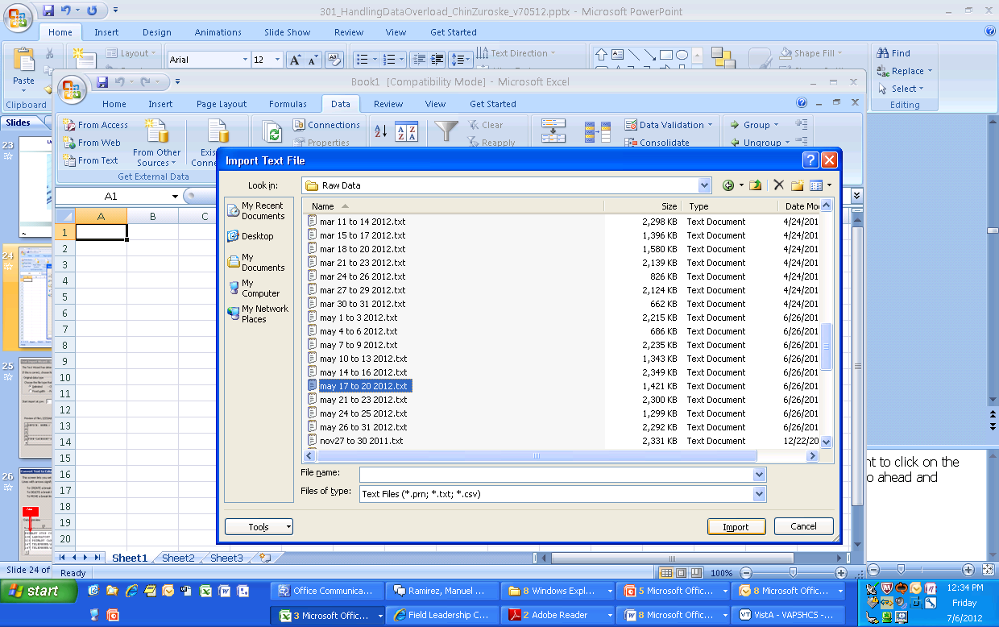 301_HandlingDataOverload_ChinZuroske_v70512.pptx - Microsoft PowerPoint
Home Insert Design Animations Slide Show Review View Get Started
Paste
Clipboard
Layout
Arial 12
Text Direction
Shape Fill
Find
Replace
Select
Editing
Book1 [Compatibility Mode] - Microsoft Excel
Home Insert Page Layout Formulas Data Review View Get Started
From Access
From Web
From Text
From Other Sources
Get External Data
Connections
Properties
Clear
Reapply
Data Validation
Consolidate
Group
Ungroup
Slides
23
24
25
26
A1
A B C
1
2
3
4
5
6
7
8
9
10
11
12
13
14
15
16
17
18
19
20
Import Text File
Look in: Raw Data
My Recent Documents
Desktop
My Documents
My Computer
My Network Places
Name Size Type Date Mo
mar 11 to 14 2012.txt 2,298 KB Text Document 4/24/201
mar 15 to 17 2012.txt 1,396 KB Text Document 4/24/201
mar 18 to 20 2012.txt 1,580 KB Text Document 4/24/201
mar 21 to 23 2012.txt 2,139 KB Text Document 4/24/201
mar 24 to 26 2012.txt 826 KB Text Document 4/24/201
mar 27 to 29 2012.txt 2,124 KB Text Document 4/24/201
mar 30 to 31 2012.txt 662 KB Text Document 4/24/201
may 1 to 3 2012.txt 2,215 KB Text Document 6/26/201
may 4 to 6 2012.txt 686 KB Text Document 6/26/201
may 7 to 9 2012.txt 2,235 KB Text Document 6/26/201
may 10 to 13 2012.txt 1,343 KB Text Document 6/26/201
may 14 to 16 2012.txt 2,349 KB Text Document 6/26/201
may 17 to 20 2012.txt 1,421 KB Text Document 6/26/201
may 21 to 23 2012.txt 2,300 KB Text Document 6/26/201
may 24 to 25 2012.txt 1,299 KB Text Document 6/26/201
may 26 to 31 2012.txt 2,292 KB Text Document 6/26/201
nov27 to 30 2011.txt 2,331 KB Text Document 12/22/20
File name:
Files of type: Text Files (*.prn; *.txt; *.csv)
Tools Import Cancel
nt to click on the
o ahead and
Sheet1 Sheet2 Sheet3
Slide 24 of
Ready 100%
start
Office Communica... Ramirez, Manuel ... 8 Windows Expl... 5 Microsoft Offic... 8 Microsoft Offic...
3 Microsoft Offic... Field Leadership C... 2 Adobe Reader 8 Microsoft Offic... VistA - VAPSHCS -...
12:34 PM
Friday
7/6/2012